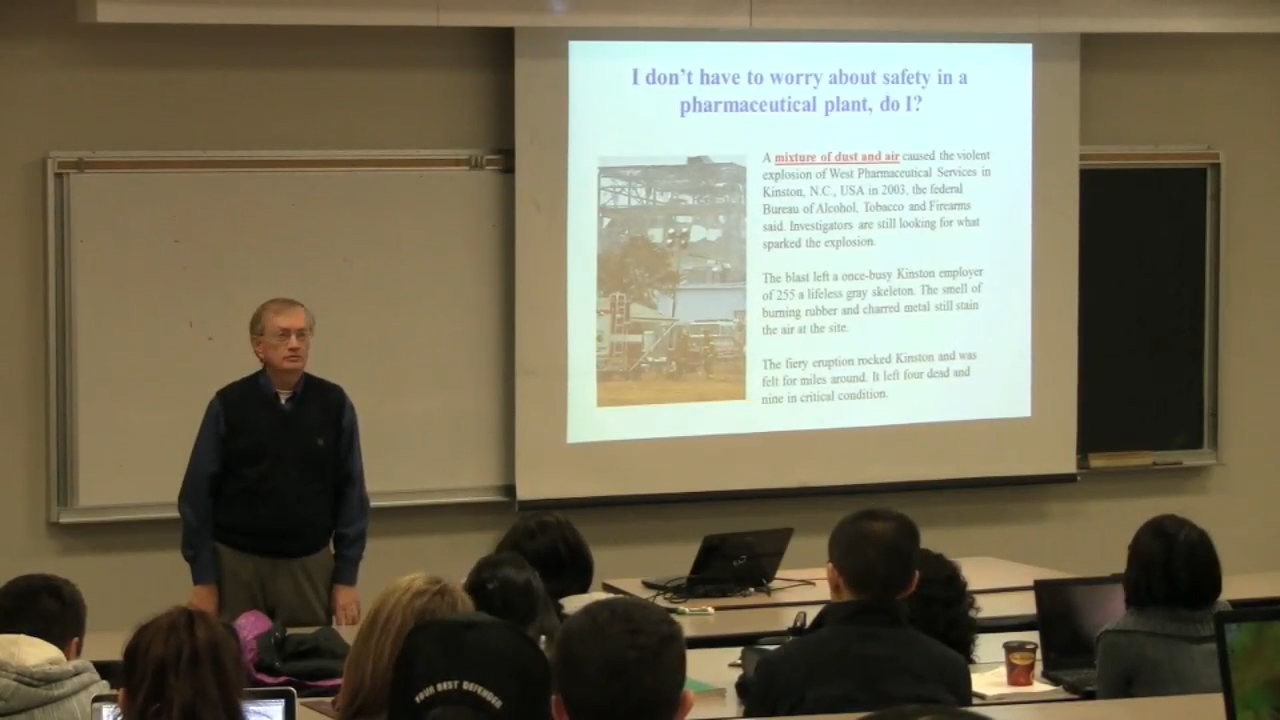 I don't have to worry about safety in a
pharmaceutical plant, do I?
A mixture of dust and air caused the violent
explosion of West Pharmaceutical Services in
Kinston, N.C., USA in 2003, the federal
Bureau of Alcohol, Tobacco and Firearms
said. Investigators are still looking for what
sparked the explosion.
The blast left a once-busy Kinston employer
of 255 a lifeless gray skeleton. The smell of
burning rubber and charred metal still stain
the air at the site.
The fiery eruption rocked Kinston and was
felt for miles around. It left four dead and
nine in critical condition.
YOUR BEST DEFENDER